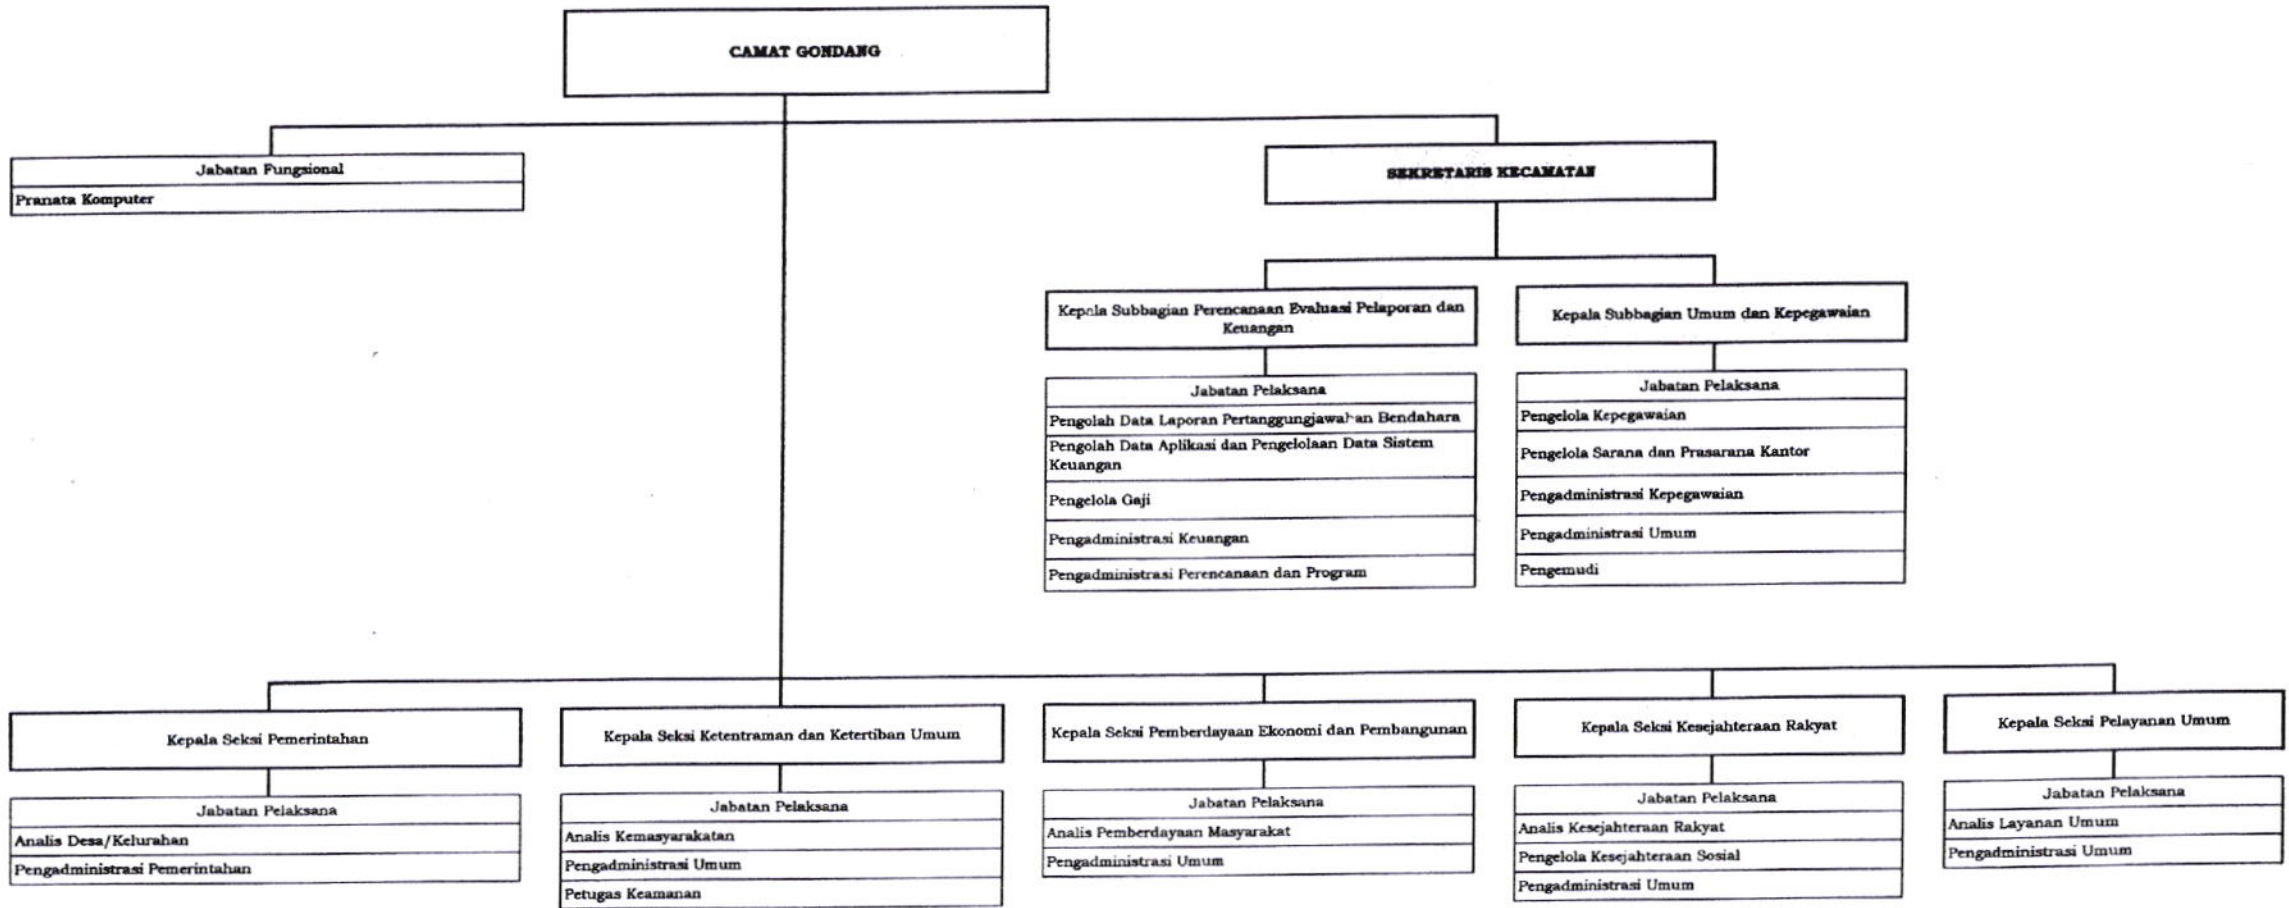 CAMAT GONDANG
Jabatan Fungsional
Pranata Komputer
SEKRETARIS KECAMATAN
Kepala Subbagian Perencanaan Evaluasi Pelaporan dan
Keuangan
Jabatan Pelaksana
Pengolah Data Laporan Pertanggungjawaban Bendahara
Pengolah Data Aplikasi dan Pengelolaan Data Sistem
Keuangan
Pengelola Gaji
Pengadministrasi Keuangan
Pengadministrasi Perencanaan dan Program
Kepala Subbagian Umum dan Kepegawaian
Jabatan Pelaksana
Pengelola Kepegawaian
Pengelola Sarana dan Prasarana Kantor
Pengadministrasi Kepegawaian
Pengadministrasi Umum
Pengemudi
Kepala Seksi Pemerintahan
Jabatan Pelaksana
Analis Desa/Kelurahan
Pengadministrasi Pemerintahan
Kepala Seksi Ketentraman dan Ketertiban Umum
Jabatan Pelaksana
Analis Kemasyarakatan
Pengadministrasi Umum
Petugas Keamanan
Kepala Seksi Pemberdayaan Ekonomi dan Pembangunan
Jabatan Pelaksana
Analis Pemberdayaan Masyarakat
Pengadministrasi Umum
Kepala Seksi Kesejahteraan Rakyat
Jabatan Pelaksana
Analis Kesejahteraan Rakyat
Pengelola Kesejahteraan Sosial
Pengadministrasi Umum
Kepala Seksi Pelayanan Umum
Jabatan Pelaksana
Analis Layanan Umum
Pengadministrasi Umum